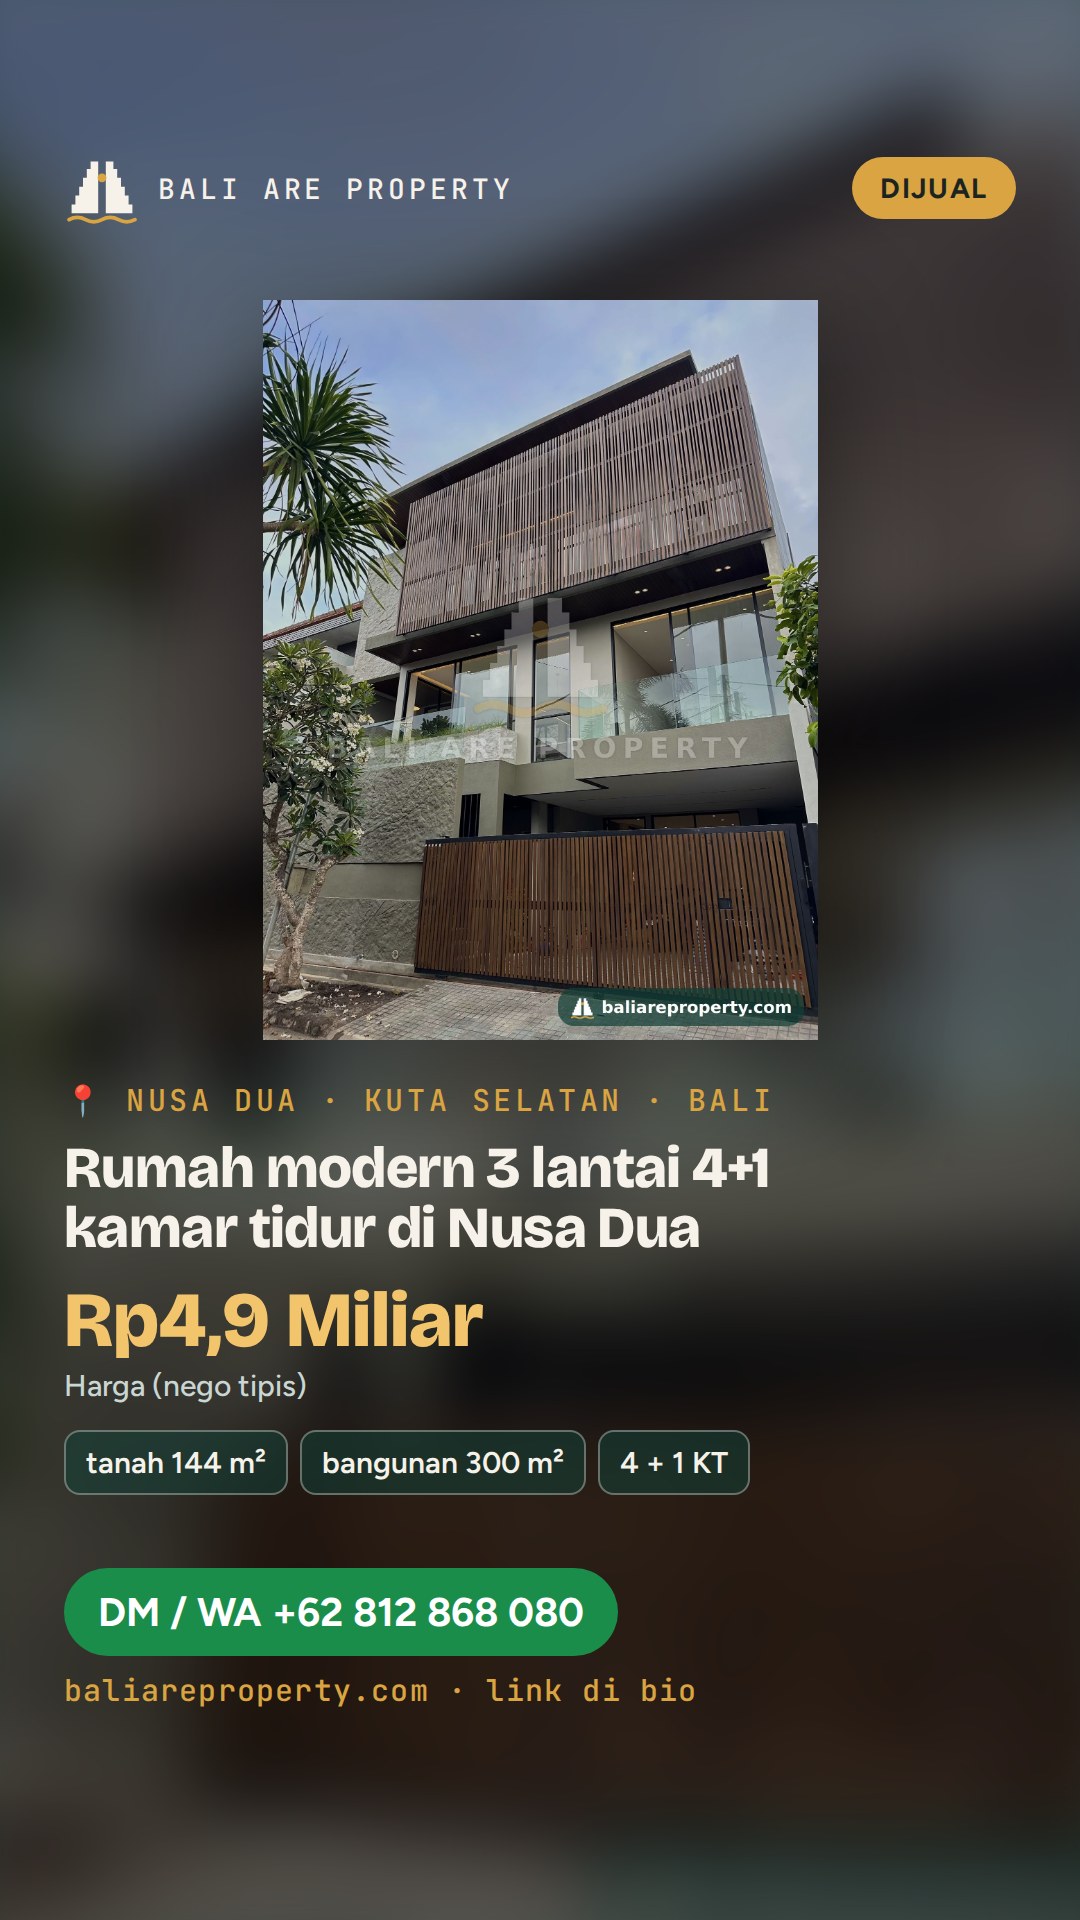 BALI ARE PROPERTY
DIJUAL
BALI ARE PROPERTY
baliareproperty.com
📍 NUSA DUA · KUTA SELATAN · BALI
Rumah modern 3 lantai 4+1
kamar tidur di Nusa Dua
Rp4,9 Miliar
Harga (nego tipis)
tanah 144 m²
bangunan 300 m²
4 + 1 KT
DM / WA +62 812 868 080
baliareproperty.com · link di bio